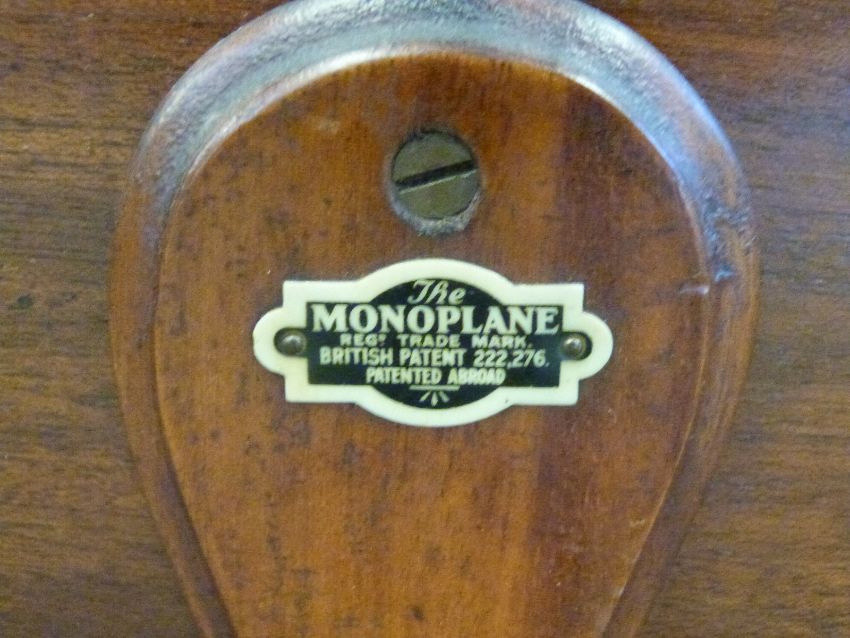 The
MONOPLANE
REGD TRADE MARK.
BRITISH PATENT 222,276.
PATENTED ABROAD